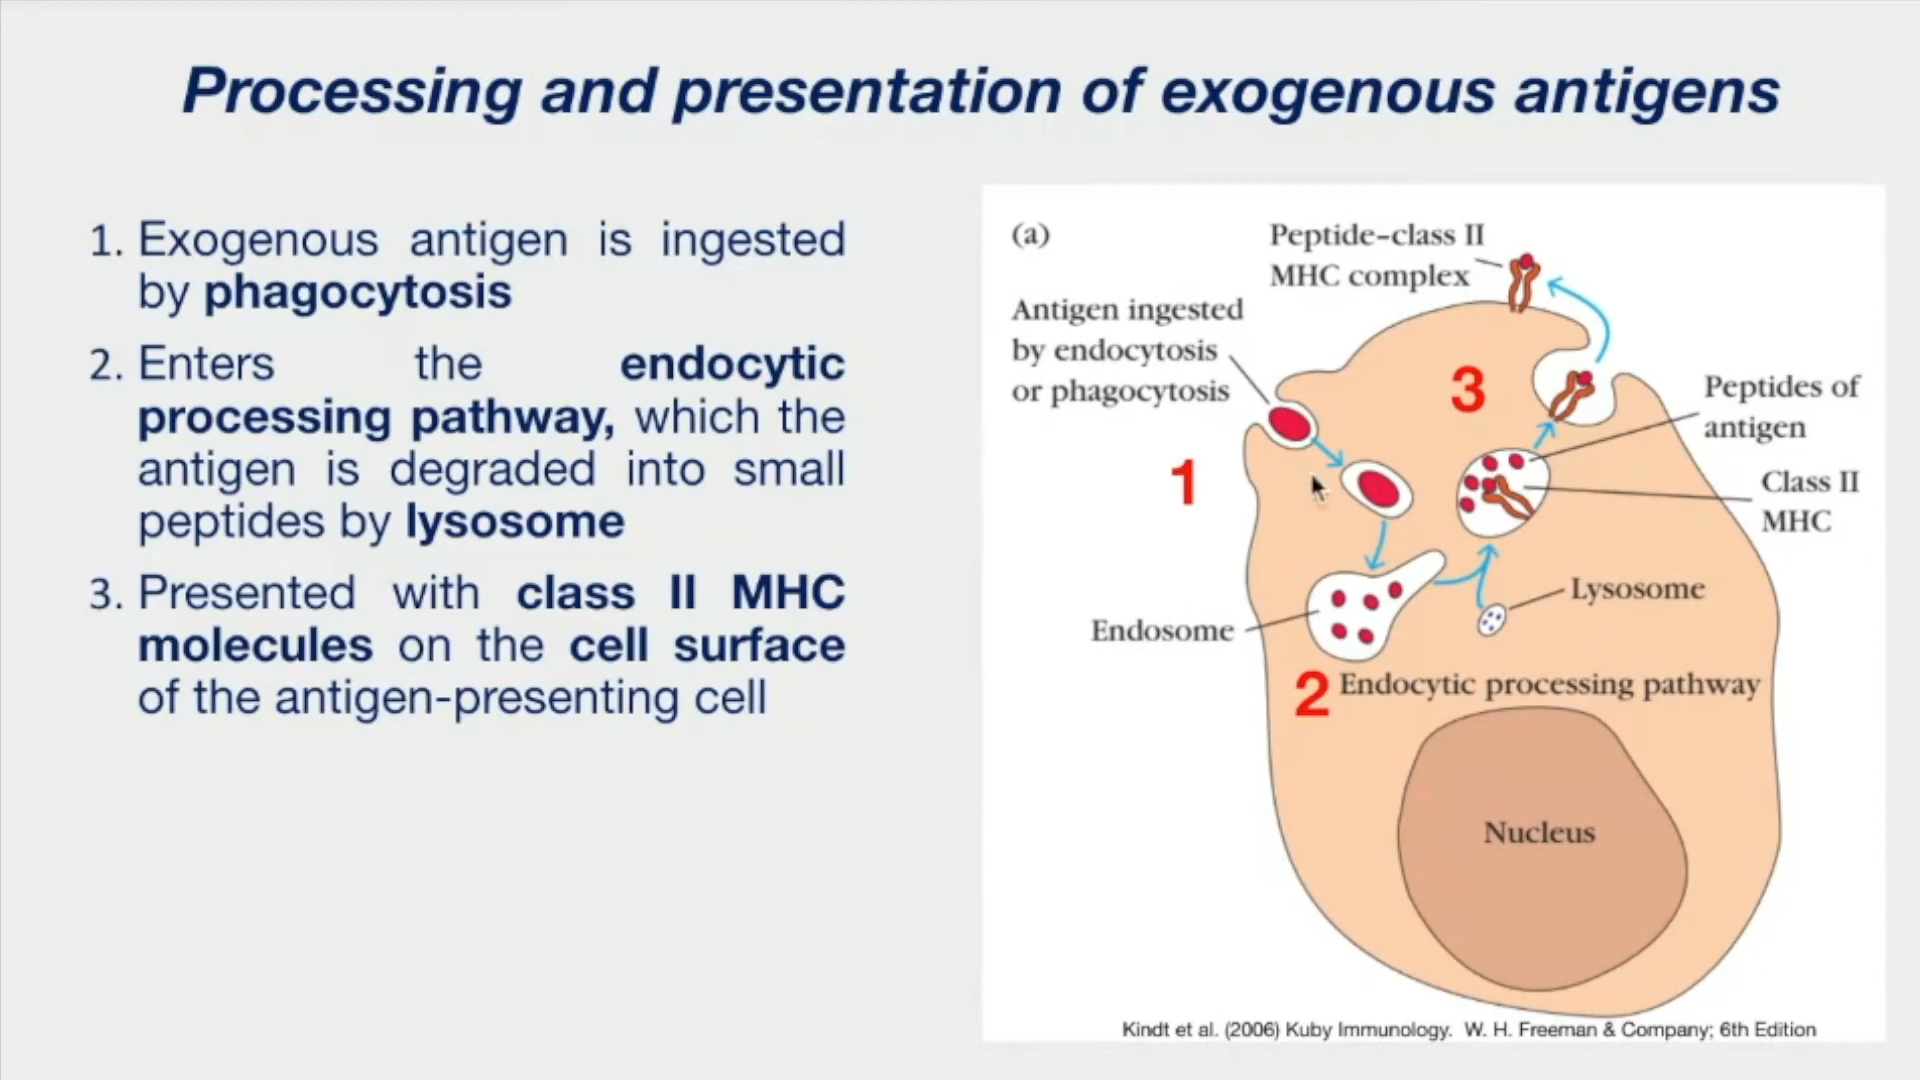 Processing and presentation of exogenous antigens
1. Exogenous antigen is ingested
by phagocytosis
2. Enters the endocytic
processing pathway, which the
antigen is degraded into small
peptides by lysosome
3. Presented with class II MHC
molecules on the cell surface
of the antigen-presenting cell
(a)
Peptide–class II
MHC complex
Antigen ingested
by endocytosis
or phagocytosis
3
Peptides of
antigen
1
Class II
MHC
Lysosome
Endosome
2 Endocytic processing pathway
Nucleus
Kindt et al. (2006) Kuby Immunology. W. H. Freeman & Company; 6th Edition